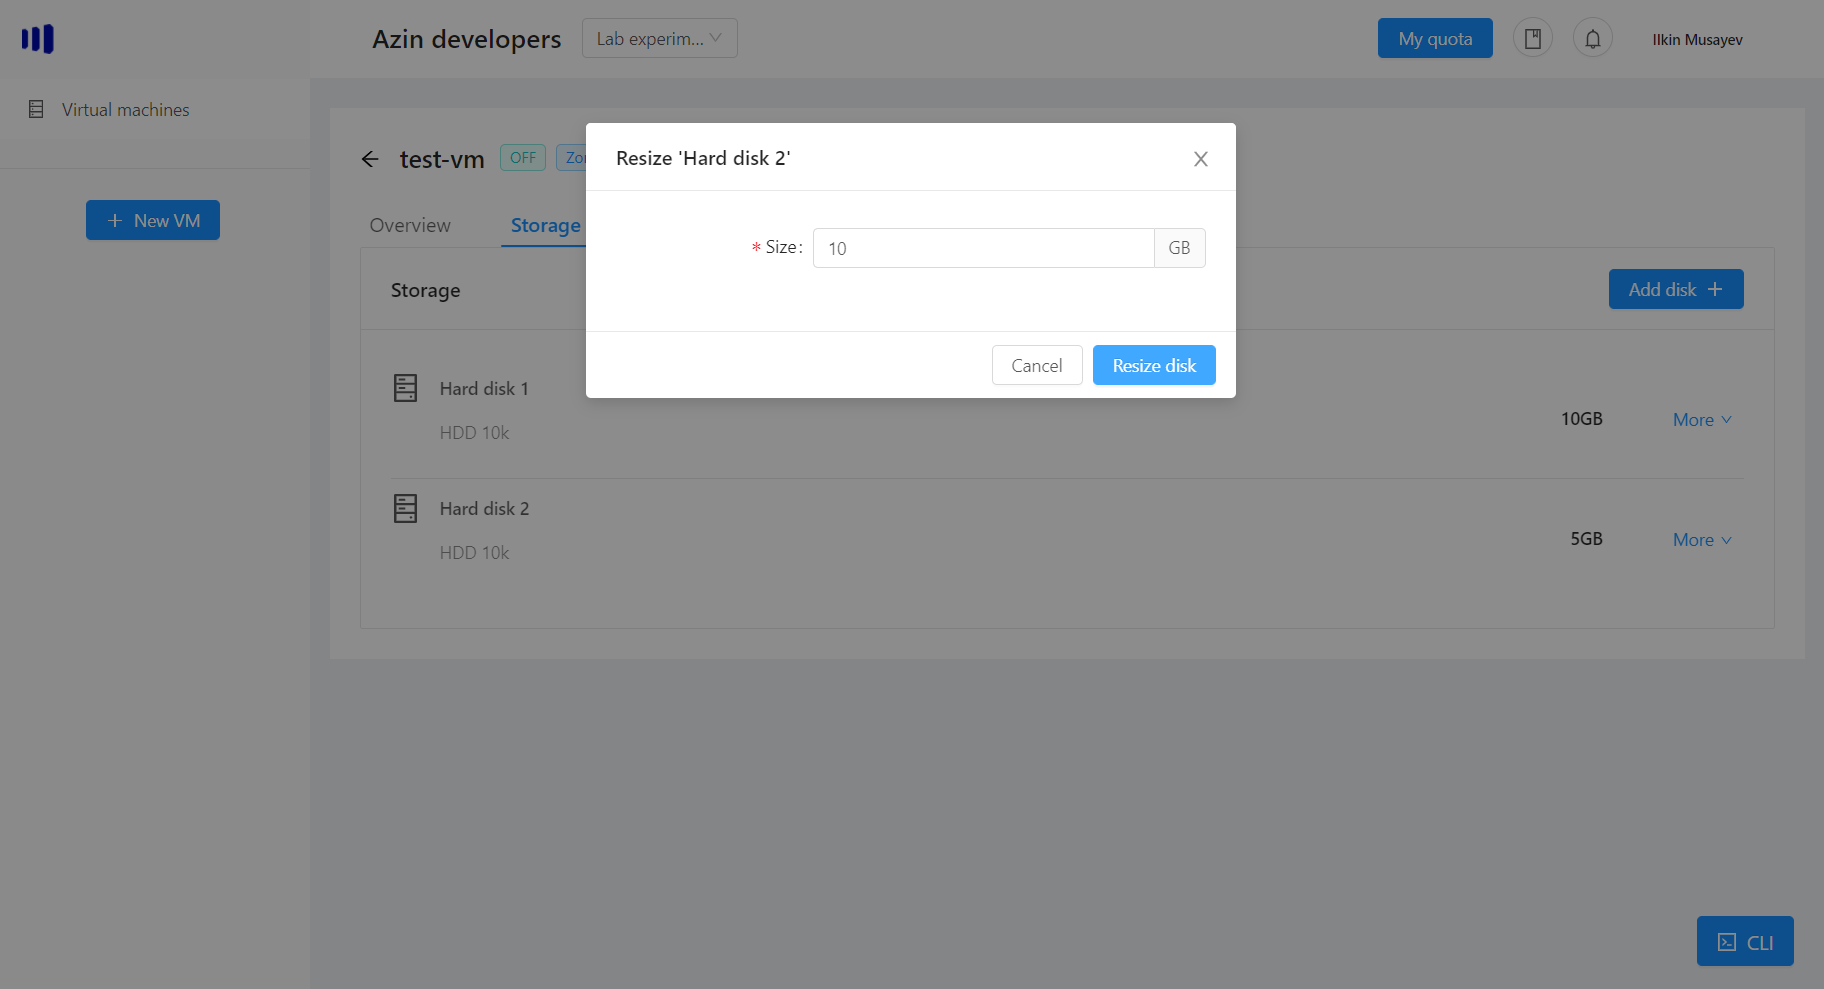 Azin developers
Lab experim...
My quota
Ilkin Musayev
Virtual machines
New VM
test-vm
OFF
Overview
Storage
Resize 'Hard disk 2'
* Size:
10
GB
Cancel
Resize disk
Storage
Add disk
Hard disk 1
HDD 10k
10GB
More
Hard disk 2
HDD 10k
5GB
More
CLI